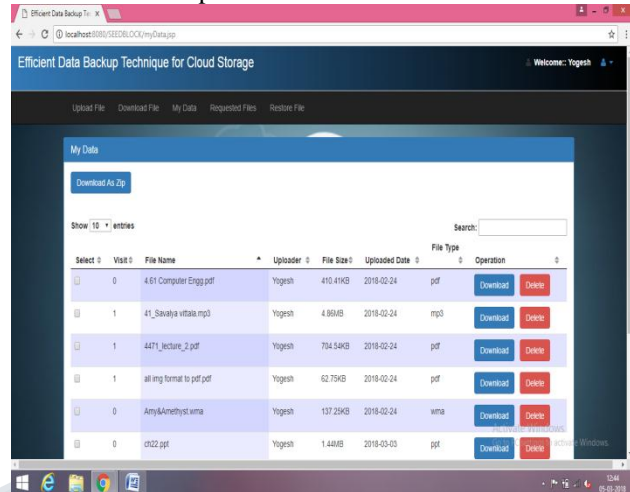 Efficient Data Backup Te
localhost:8080/SEEDBLOCK/myData.jsp
Efficient Data Backup Technique for Cloud Storage
Welcome:: Yogesh
Upload File Download File My Data Requested Files Restore File
My Data
Download As Zip
Show 10 entries Search:
Select Visit File Name Uploader File Size Uploaded Date File Type Operation
0 4.61 Computer Engg.pdf Yogesh 410.41KB 2018-02-24 pdf Download Delete
1 41_Savalya vittala.mp3 Yogesh 4.86MB 2018-02-24 mp3 Download Delete
1 4471_lecture_2.pdf Yogesh 704.54KB 2018-02-24 pdf Download Delete
1 all img format to pdf.pdf Yogesh 62.75KB 2018-02-24 pdf Download Delete
0 Amy&Amethyst.wma Yogesh 137.25KB 2018-02-24 wma Download Delete
Activate Windows
0 ch22.ppt Yogesh 1.44MB 2018-03-03 ppt Download Delete
activate Windows.
12:44
05-03-2018